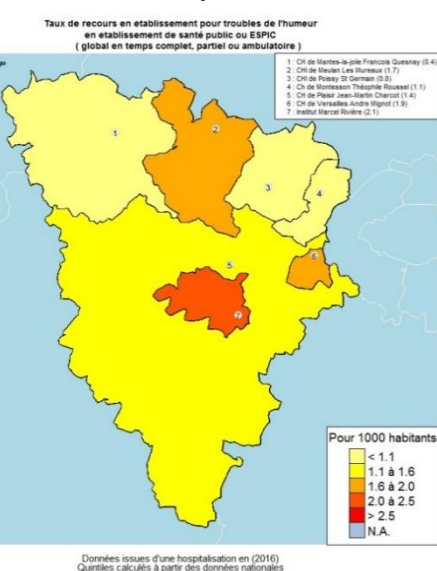 Taux de recours en etablissement pour troubles de l'humeur
en etablissement de santé public ou ESPIC
( global en temps complet, partiel ou ambulatoire )
1 : CH de Mantes-la-jolie Francois Quesnay (0.4)
2 : CHI de Meulan Les Mureaux (1.7)
3 : CHI de Poissy St Germain (0.8)
4 : Ch de Montesson Théophile Roussel (1.1)
5 : CH de Plaisir Jean-Martin Charcot (1.4)
6 : CH de Versailles Andre Mignot (1.9)
7 : Institut Marcel Rivière (2.1)
1
2
3
4
5
6
7
Pour 1000 habitants
< 1.1
1.1 à 1.6
1.6 à 2.0
2.0 à 2.5
> 2.5
N.A.
Données issues d'une hospitalisation en (2016)
Quintiles calculés à partir des données nationales